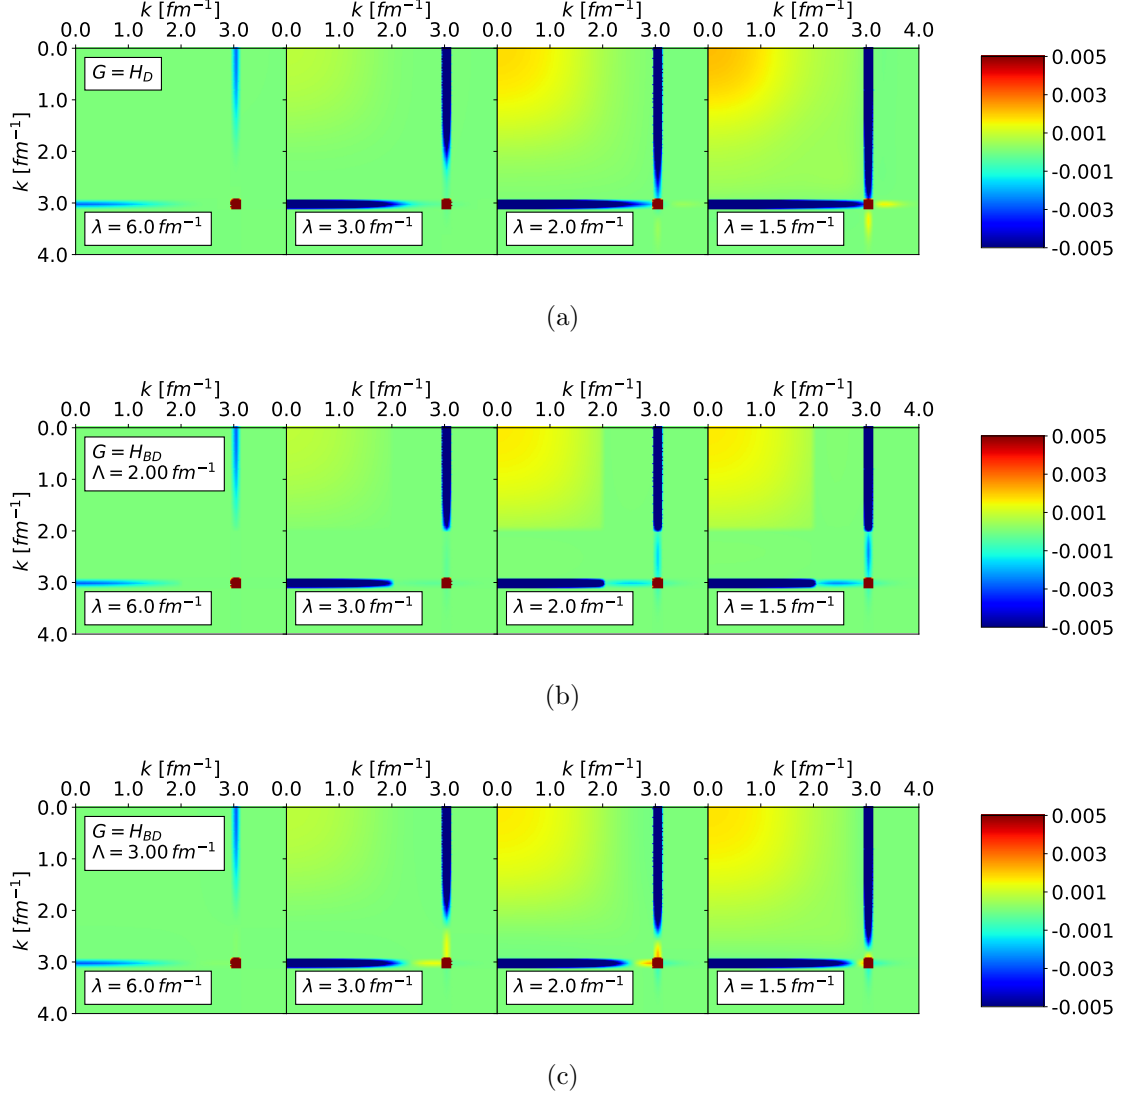 k [fm⁻¹] k [fm⁻¹] k [fm⁻¹] k [fm⁻¹]
0.0 1.0 2.0 3.0 0.0 1.0 2.0 3.0 0.0 1.0 2.0 3.0 0.0 1.0 2.0 3.0 4.0
0.0
1.0
2.0
3.0
4.0
k [fm⁻¹]
G = H_D
λ = 6.0 fm⁻¹ λ = 3.0 fm⁻¹ λ = 2.0 fm⁻¹ λ = 1.5 fm⁻¹
0.005
0.003
0.001
-0.001
-0.003
-0.005
(a)
k [fm⁻¹] k [fm⁻¹] k [fm⁻¹] k [fm⁻¹]
0.0 1.0 2.0 3.0 0.0 1.0 2.0 3.0 0.0 1.0 2.0 3.0 0.0 1.0 2.0 3.0 4.0
0.0
1.0
2.0
3.0
4.0
k [fm⁻¹]
G = H_BD
Λ = 2.00 fm⁻¹
λ = 6.0 fm⁻¹ λ = 3.0 fm⁻¹ λ = 2.0 fm⁻¹ λ = 1.5 fm⁻¹
0.005
0.003
0.001
-0.001
-0.003
-0.005
(b)
k [fm⁻¹] k [fm⁻¹] k [fm⁻¹] k [fm⁻¹]
0.0 1.0 2.0 3.0 0.0 1.0 2.0 3.0 0.0 1.0 2.0 3.0 0.0 1.0 2.0 3.0 4.0
0.0
1.0
2.0
3.0
4.0
k [fm⁻¹]
G = H_BD
Λ = 3.00 fm⁻¹
λ = 6.0 fm⁻¹ λ = 3.0 fm⁻¹ λ = 2.0 fm⁻¹ λ = 1.5 fm⁻¹
0.005
0.003
0.001
-0.001
-0.003
-0.005
(c)